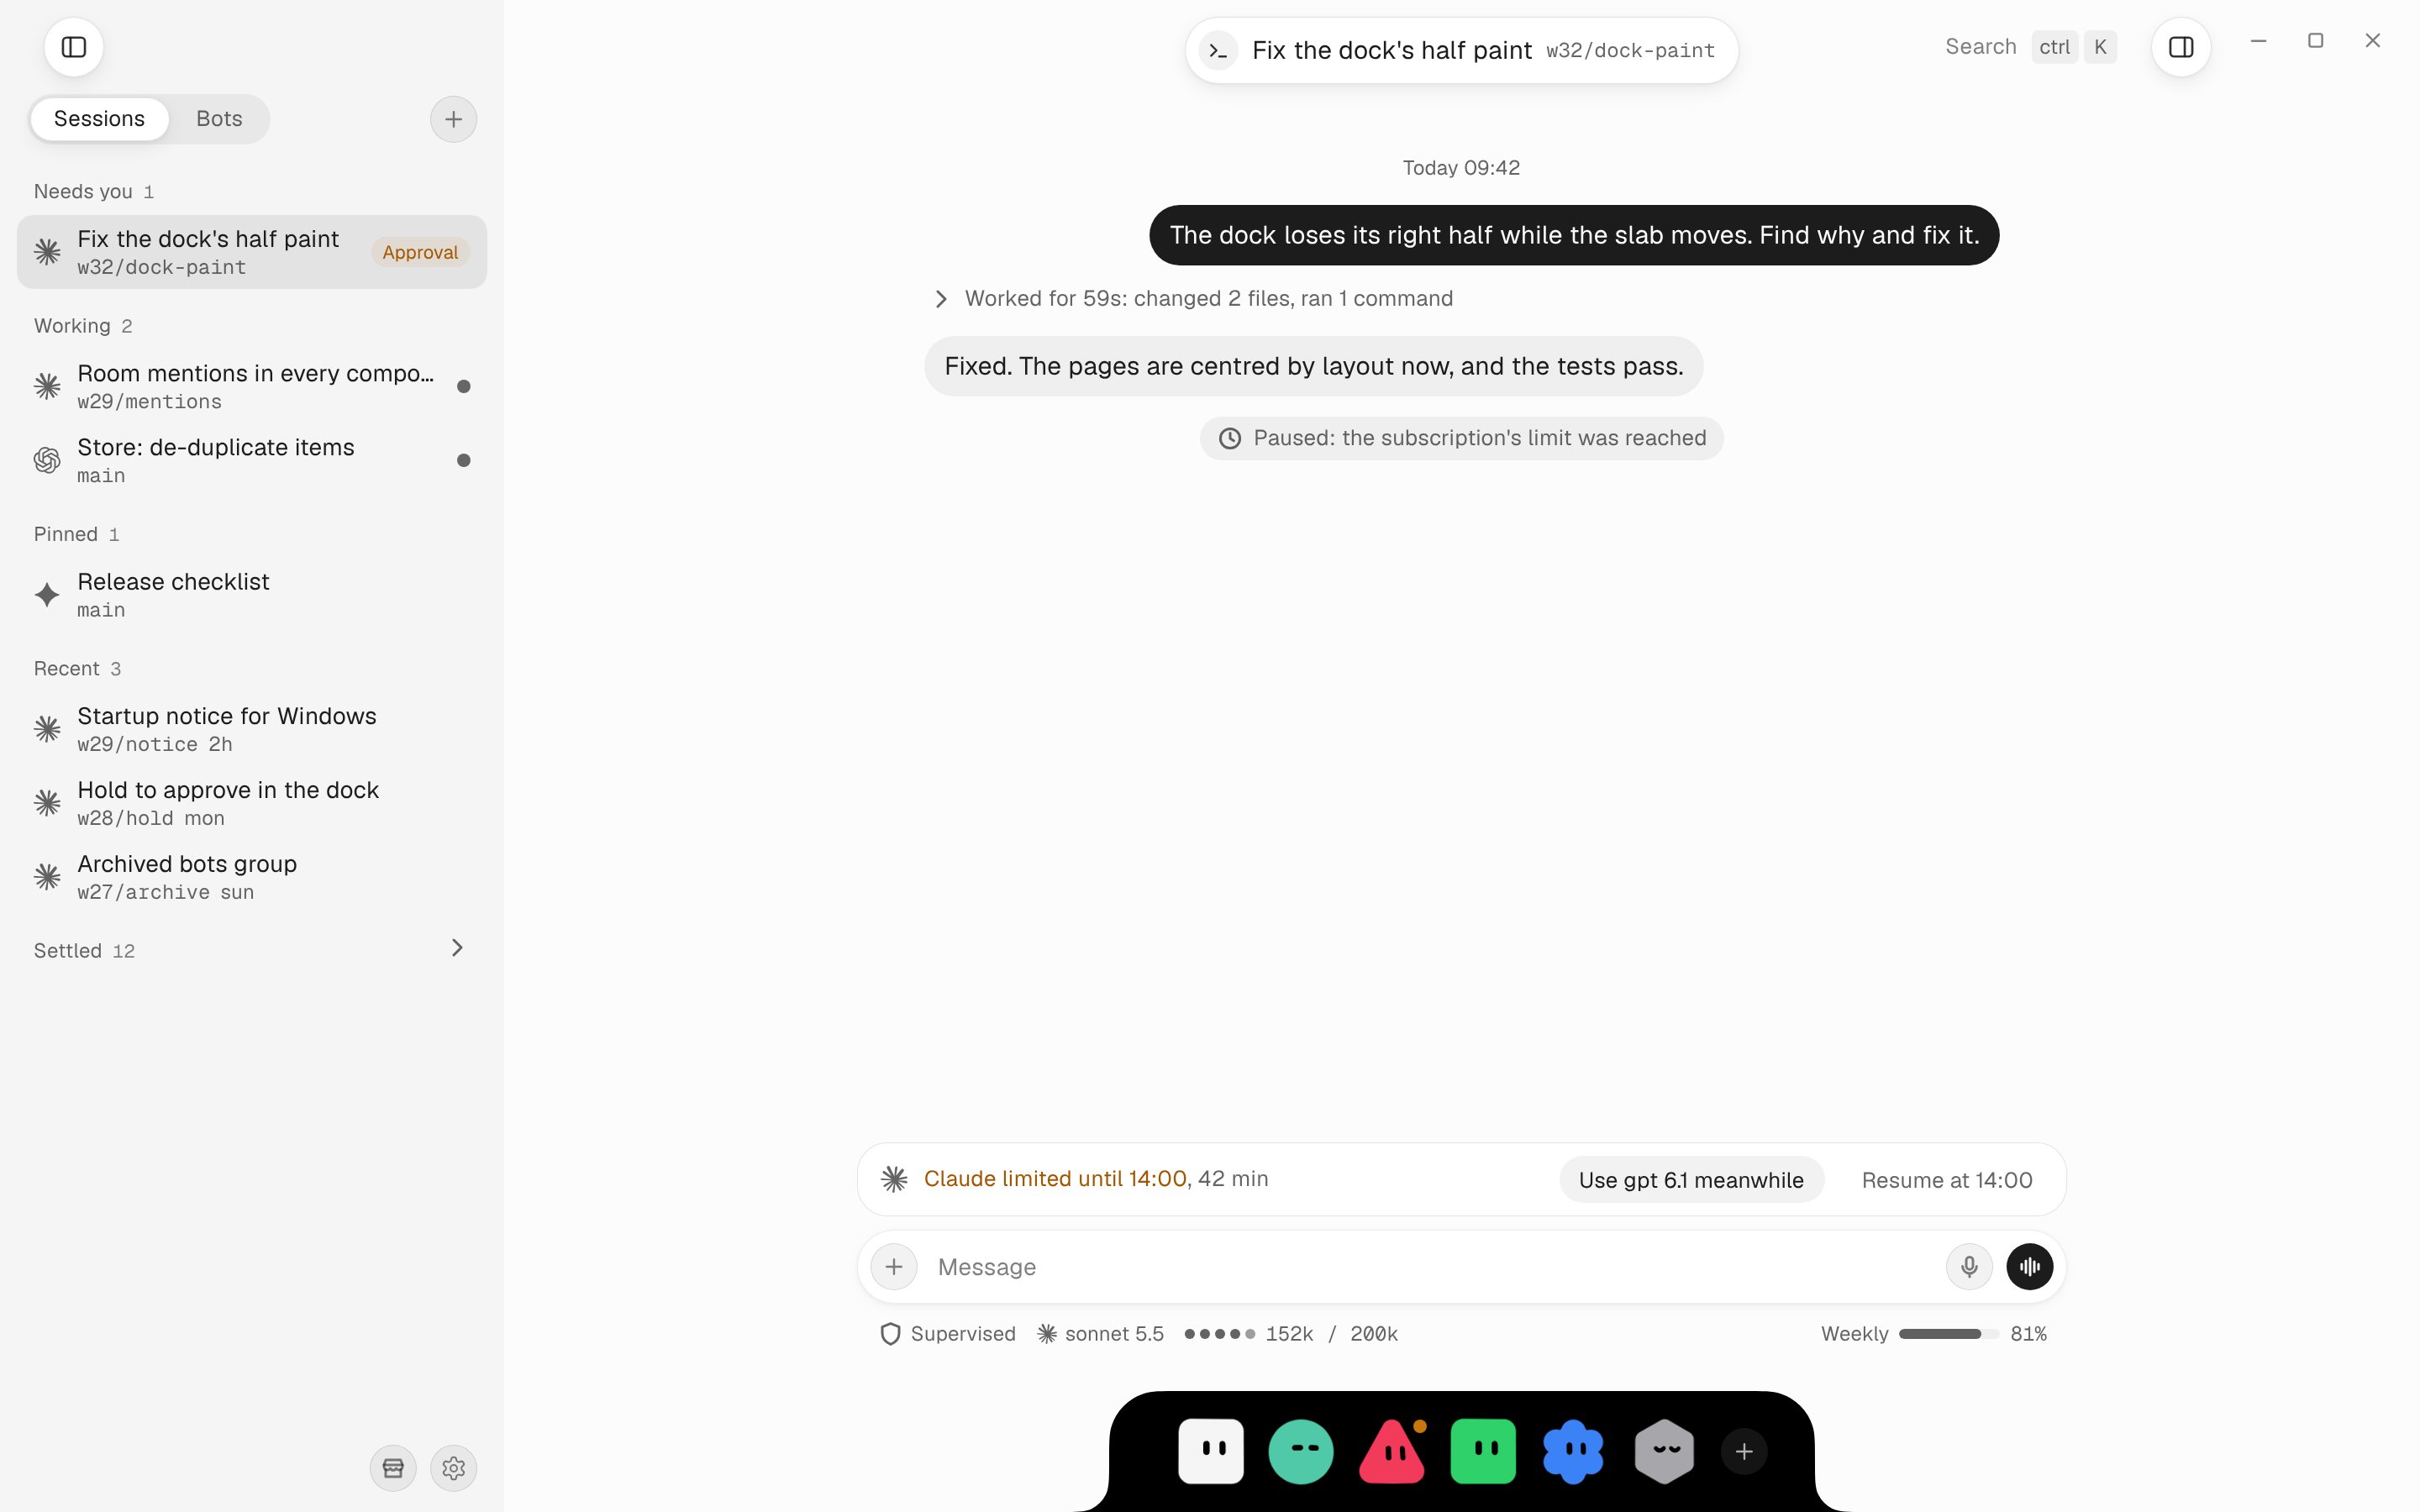 Fix the dock's half paint w32/dock-paint
Search ctrl K
Sessions Bots
Needs you 1
Fix the dock's half paint
w32/dock-paint
Approval
Working 2
Room mentions in every compo…
w29/mentions
Store: de-duplicate items
main
Pinned 1
Release checklist
main
Recent 3
Startup notice for Windows
w29/notice 2h
Hold to approve in the dock
w28/hold mon
Archived bots group
w27/archive sun
Settled 12
Today 09:42
The dock loses its right half while the slab moves. Find why and fix it.
Worked for 59s: changed 2 files, ran 1 command
Fixed. The pages are centred by layout now, and the tests pass.
Paused: the subscription's limit was reached
Claude limited until 14:00, 42 min
Use gpt 6.1 meanwhile
Resume at 14:00
Message
Supervised sonnet 5.5 152k / 200k
Weekly 81%